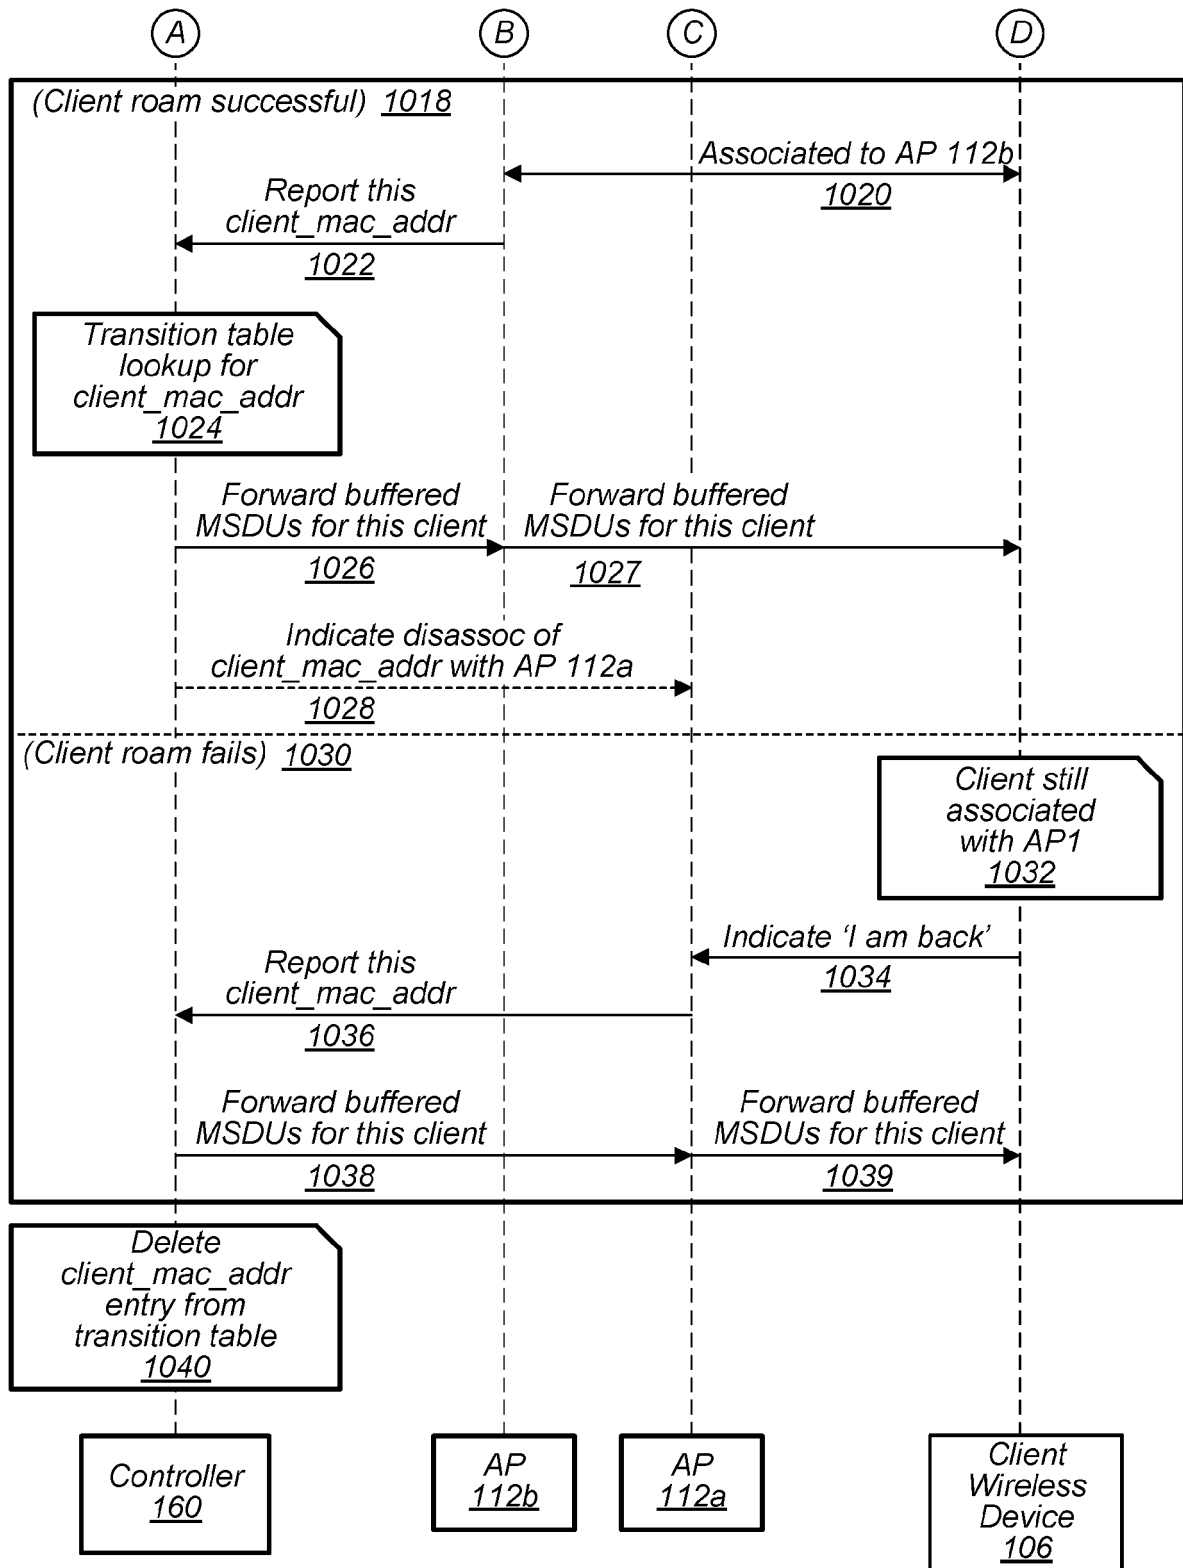 A B C D
(Client roam successful) 1018
Associated to AP 112b
1020
Report this
client_mac_addr
1022
Transition table
lookup for
client_mac_addr
1024
Forward buffered
MSDUs for this client
1026
Forward buffered
MSDUs for this client
1027
Indicate disassoc of
client_mac_addr with AP 112a
1028
(Client roam fails) 1030
Client still
associated
with AP1
1032
Indicate ‘I am back’
1034
Report this
client_mac_addr
1036
Forward buffered
MSDUs for this client
1038
Forward buffered
MSDUs for this client
1039
Delete
client_mac_addr
entry from
transition table
1040
Controller
160
AP
112b
AP
112a
Client
Wireless
Device
106